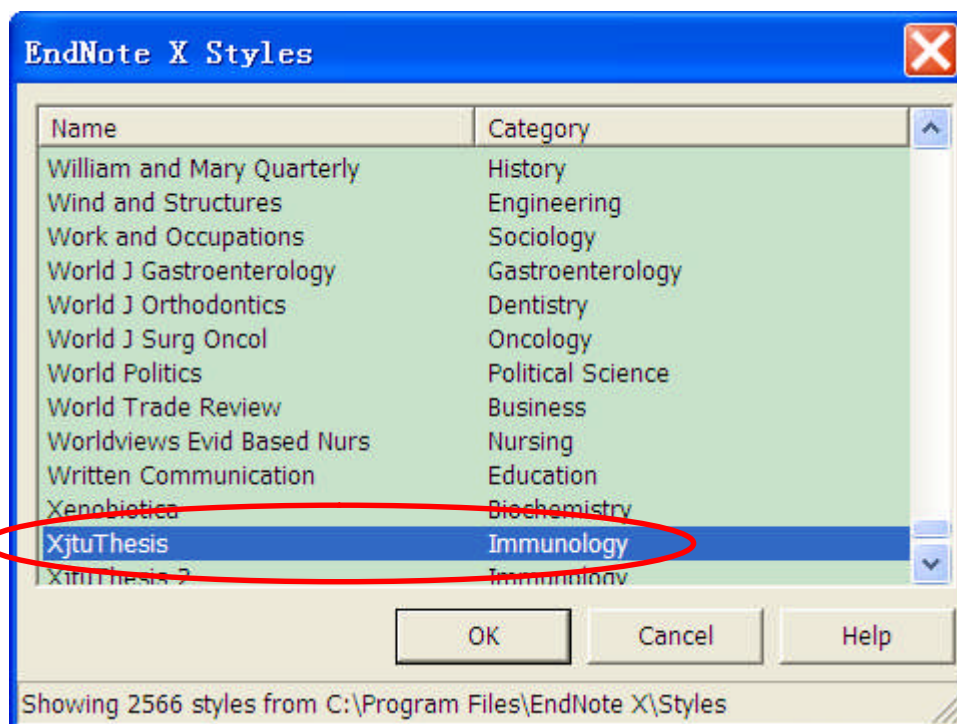 EndNote X Styles
Name Category
William and Mary Quarterly History
Wind and Structures Engineering
Work and Occupations Sociology
World J Gastroenterology Gastroenterology
World J Orthodontics Dentistry
World J Surg Oncol Oncology
World Politics Political Science
World Trade Review Business
Worldviews Evid Based Nurs Nursing
Written Communication Education
Xenobiotica Biochemistry
XjtuThesis Immunology
XjtuThesis 2 Immunology
OK Cancel Help
Showing 2566 styles from C:\Program Files\EndNote X\Styles